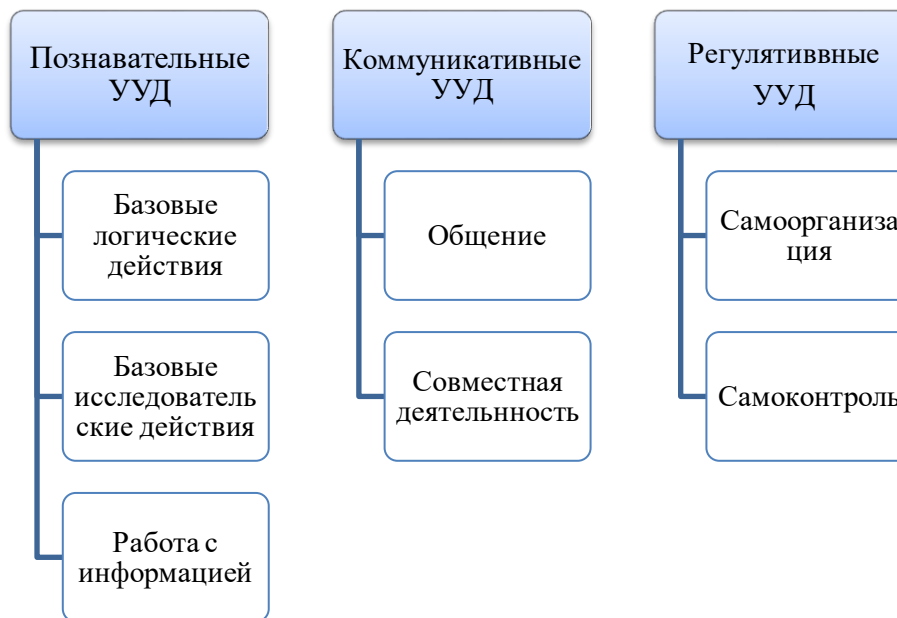 Познавательные
УУД
Базовые
логические
действия
Базовые
исследователь
ские действия
Работа с
информацией
Коммуникативные
УУД
Общение
Совместная
деятельнность
Регулятиввные
УУД
Самоорганиза
ция
Самоконтроль